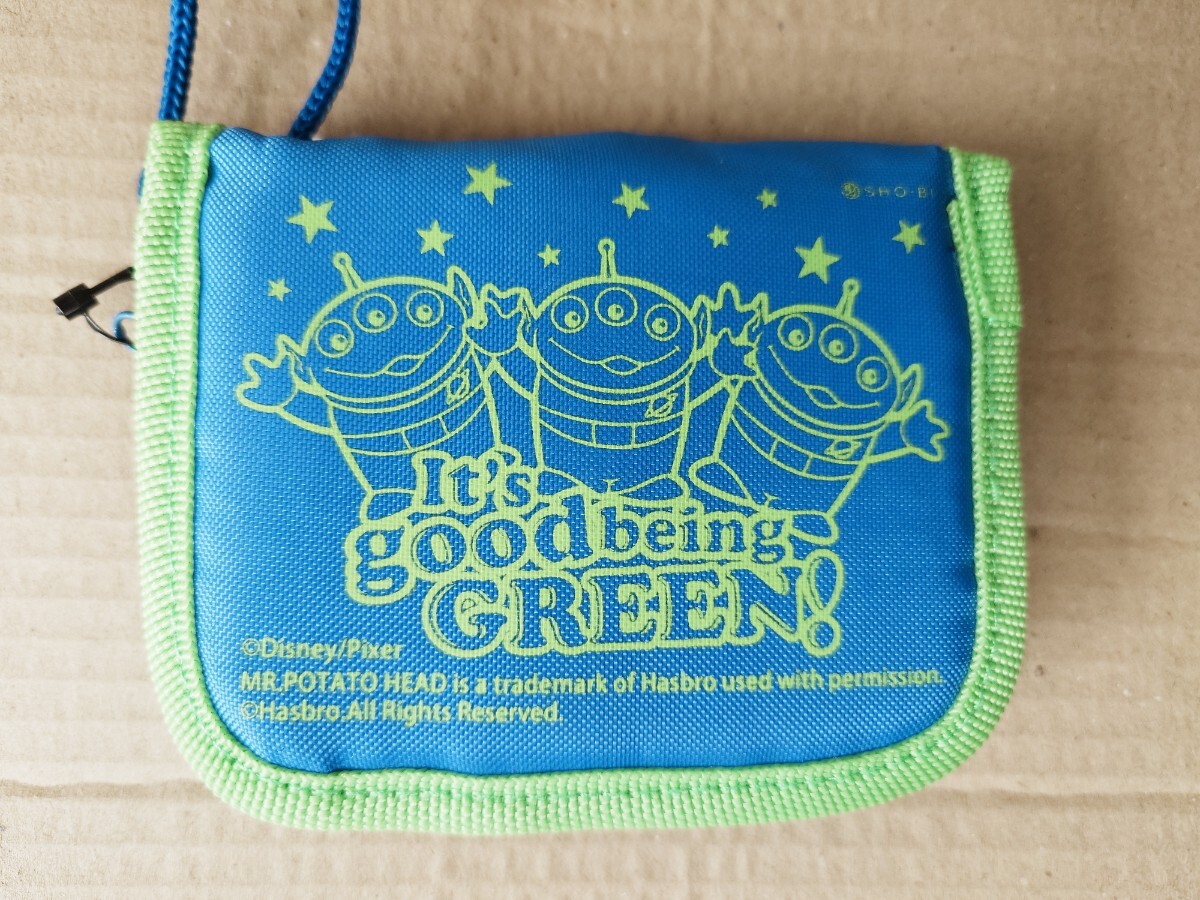 SHO-BI
It's
good being
GREEN!
©Disney/Pixer
MR.POTATO HEAD is a trademark of Hasbro used with permission.
©Hasbro.All Rights Reserved.